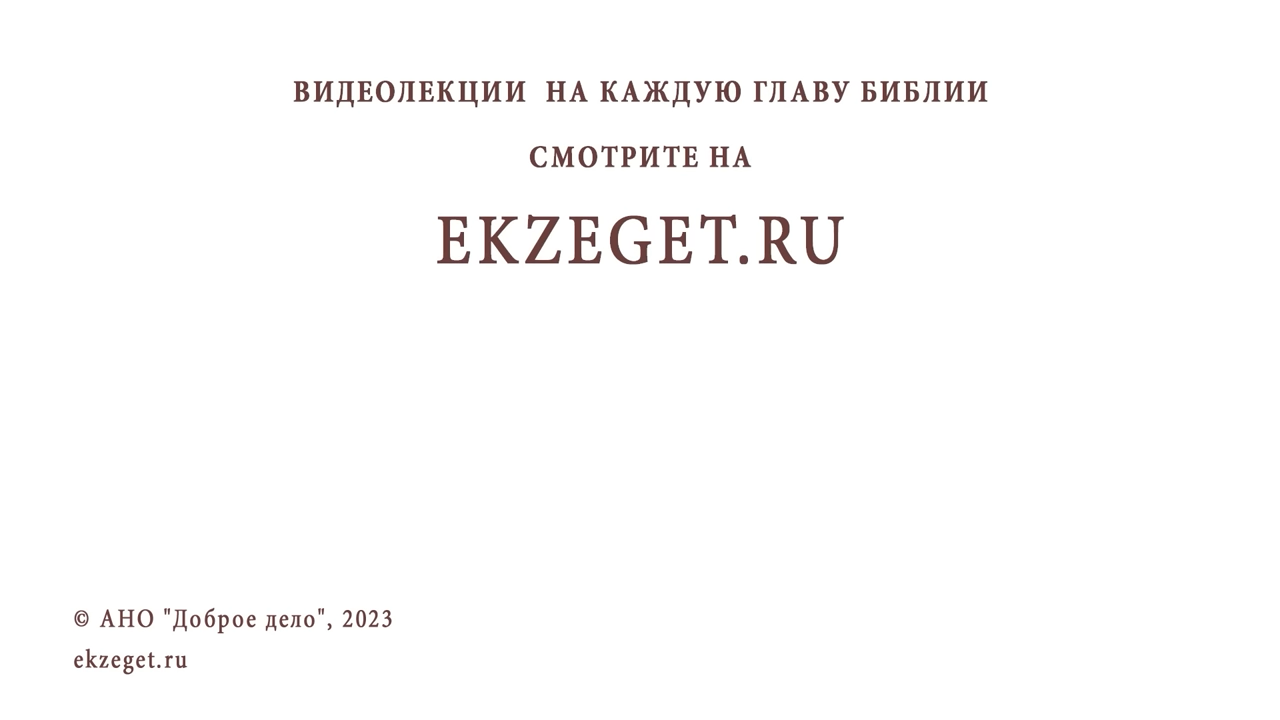 ВИДЕОЛЕКЦИИ НА КАЖДУЮ ГЛАВУ БИБЛИИ
СМОТРИТЕ НА
EKZEGET.RU
© АНО "Доброе дело", 2023
ekzeget.ru